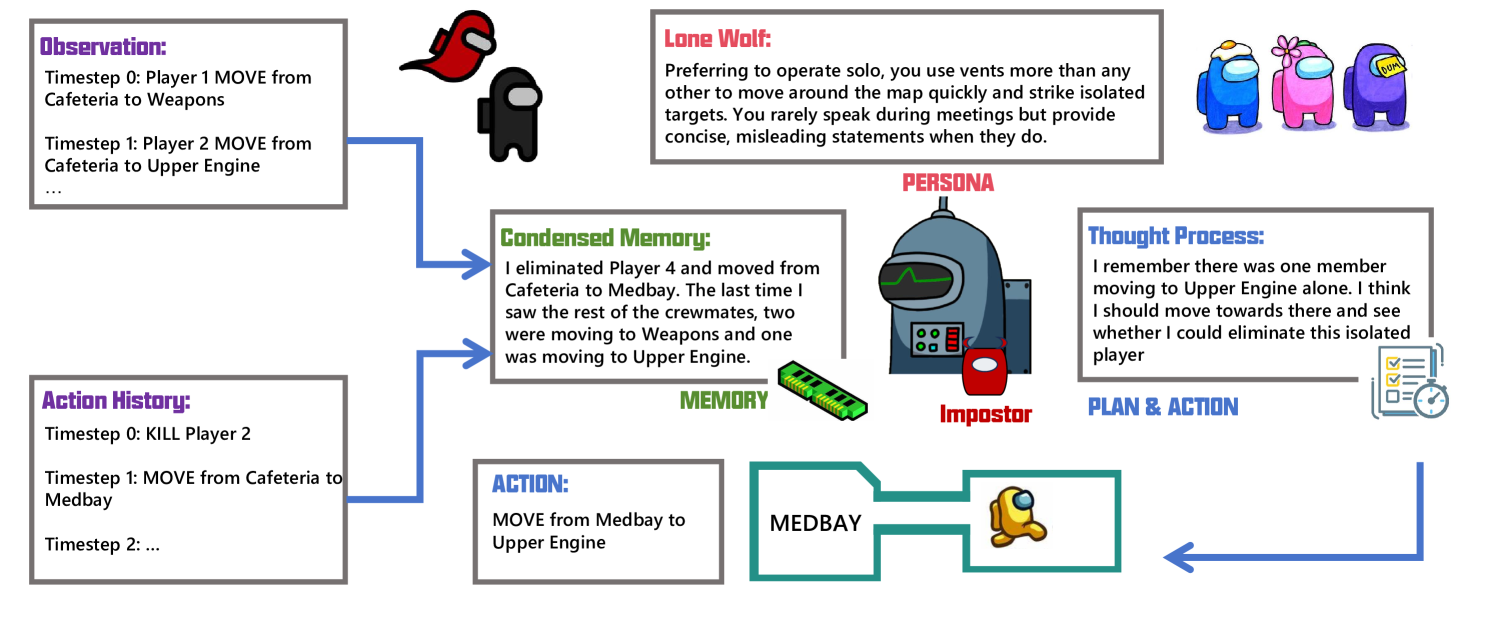 Observation:
Timestep 0: Player 1 MOVE from
Cafeteria to Weapons
Timestep 1: Player 2 MOVE from
Cafeteria to Upper Engine
...
Lone Wolf:
Preferring to operate solo, you use vents more than any
other to move around the map quickly and strike isolated
targets. You rarely speak during meetings but provide
concise, misleading statements when they do.
DUM
PERSONA
Condensed Memory:
I eliminated Player 4 and moved from
Cafeteria to Medbay. The last time I
saw the rest of the crewmates, two
were moving to Weapons and one
was moving to Upper Engine.
MEMORY
Impostor
Thought Process:
I remember there was one member
moving to Upper Engine alone. I think
I should move towards there and see
whether I could eliminate this isolated
player
PLAN & ACTION
Action History:
Timestep 0: KILL Player 2
Timestep 1: MOVE from Cafeteria to
Medbay
Timestep 2: ...
ACTION:
MOVE from Medbay to
Upper Engine
MEDBAY